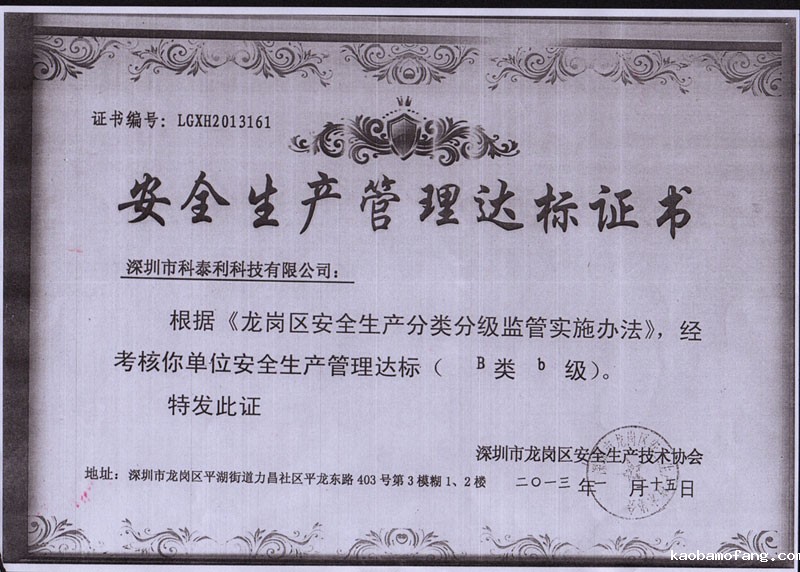 证书编号：LGXH2013161
安全生产管理达标证书
深圳市科泰利科技有限公司：
根据《龙岗区安全生产分类分级监管实施办法》，经
考核你单位安全生产管理达标（ B类 b 级）。
特发此证
深圳市龙岗区安全生产技术协会
地址：深圳市龙岗区平湖街道力昌社区平龙东路403号第3模糊1、2楼
二〇一三 年 一 月 十五 日
kaobamofang.com